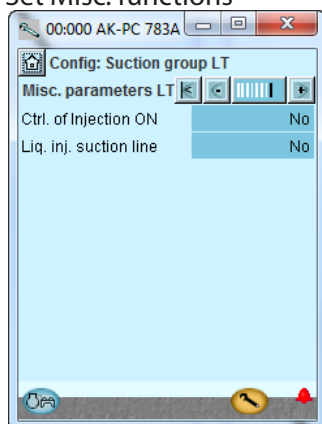 Set Misc. functions
00:000 AK-PC 783A
Config: Suction group LT
Misc. parameters LT
Ctrl. of Injection ON No
Liq. inj. suction line No